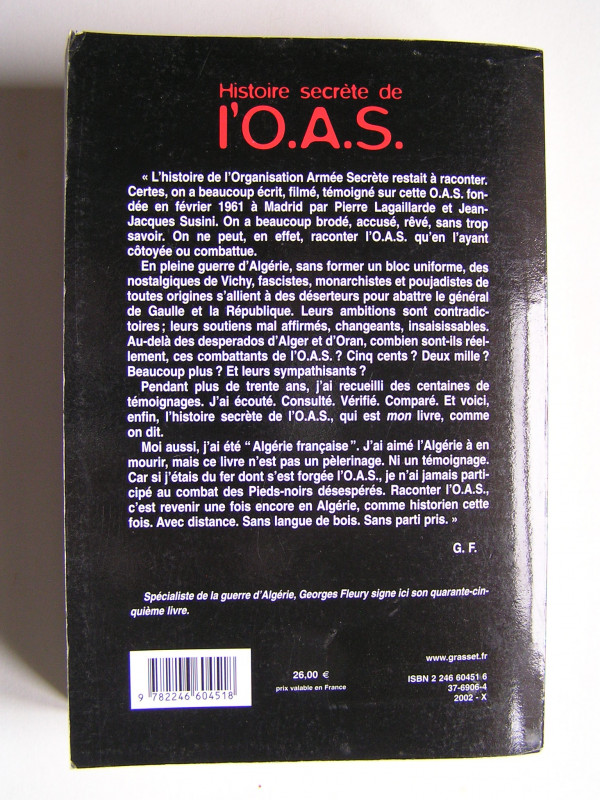 Histoire secrète de
l'O.A.S.
« L'histoire de l'Organisation Armée Secrète restait à raconter.
Certes, on a beaucoup écrit, filmé, témoigné sur cette O.A.S. fon-
dée en février 1961 à Madrid par Pierre Lagaillarde et Jean-
Jacques Susini. On a beaucoup brodé, accusé, rêvé, sans trop
savoir. On ne peut, en effet, raconter l'O.A.S. qu'en l'ayant
côtoyée ou combattue.
En pleine guerre d'Algérie, sans former un bloc uniforme, des
nostalgiques de Vichy, fascistes, monarchistes et poujadistes de
toutes origines s'allient à des déserteurs pour abattre le général
de Gaulle et la République. Leurs ambitions sont contradic-
toires ; leurs soutiens mal affirmés, changeants, insaisissables.
Au-delà des desperados d'Alger et d'Oran, combien sont-ils réel-
lement, ces combattants de l'O.A.S. ? Cinq cents ? Deux mille ?
Beaucoup plus ? Et leurs sympathisants ?
Pendant plus de trente ans, j'ai recueilli des centaines de
témoignages. J'ai écouté. Consulté. Vérifié. Comparé. Et voici,
enfin, l'histoire secrète de l'O.A.S., qui est mon livre, comme
on dit.
Moi aussi, j'ai été " Algérie française ". J'ai aimé l'Algérie à en
mourir, mais ce livre n'est pas un pèlerinage. Ni un témoignage.
Car si j'étais du fer dont s'est forgée l'O.A.S., je n'ai jamais parti-
cipé au combat des Pieds-noirs désespérés. Raconter l'O.A.S.,
c'est revenir une fois encore en Algérie, comme historien cette
fois. Avec distance. Sans langue de bois. Sans parti pris. »
G. F.
Spécialiste de la guerre d'Algérie, Georges Fleury signe ici son quarante-cin-
quième livre.
www.grasset.fr
26,00 €
prix valable en France
ISBN 2 246 60451 6
37-6906-4
2002 - X
9 782246 604518